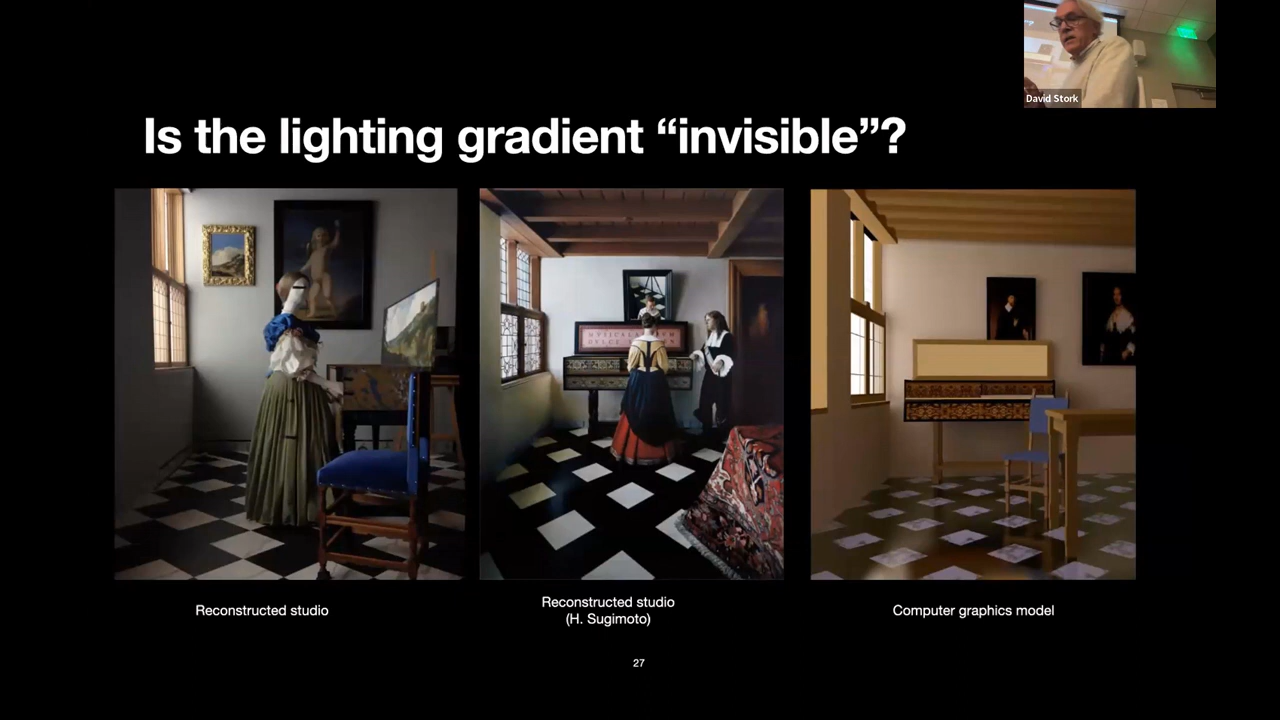 David Stork
Is the lighting gradient “invisible”?
Reconstructed studio
Reconstructed studio
(H. Sugimoto)
Computer graphics model
27